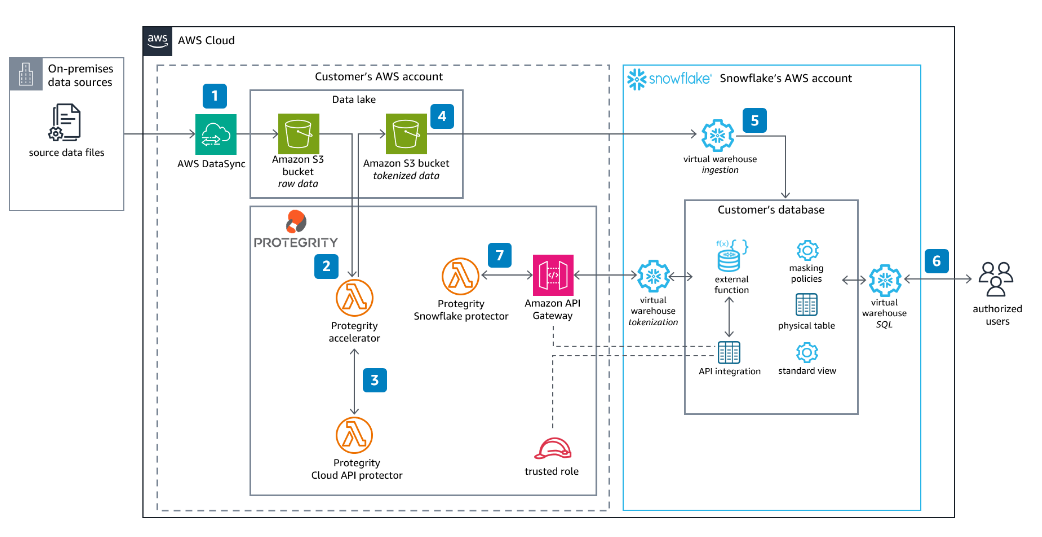 aws
AWS Cloud
On-premises
data sources
source data files
Customer's AWS account
1
AWS DataSync
Data lake
Amazon S3
bucket
raw data
4
Amazon S3 bucket
tokenized data
PROTEGRITY
2
Protegrity
accelerator
3
Protegrity
Cloud API protector
7
Protegrity
Snowflake protector
Amazon API
Gateway
trusted role
snowflake
Snowflake's AWS account
5
virtual warehouse
ingestion
virtual
warehouse
tokenization
Customer's database
f(x) { }
external
function
API integration
masking
policies
physical table
standard view
virtual
warehouse
SQL
6
authorized
users